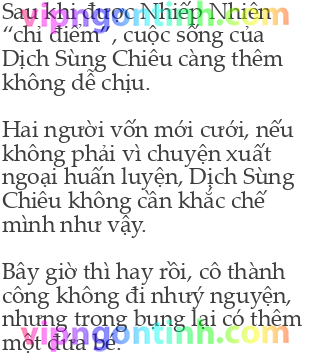 vipngontinh.com
Sau khi được Nhiếp Nhiên
“chỉ điểm”, cuộc sống của
Dịch Sùng Chiêu càng thêm
không dễ chịu.
Hai người vốn mới cưới, nếu
không phải vì chuyện xuất
ngoại huấn luyện, Dịch Sùng
Chiêu không cần khắc chế
mình như vậy.
Bây giờ thì hay rồi, cô thành
công không đi nhưý nguyện,
nhưng trong bụng lại có thêm
một đứa bé.
vipngontinh.com